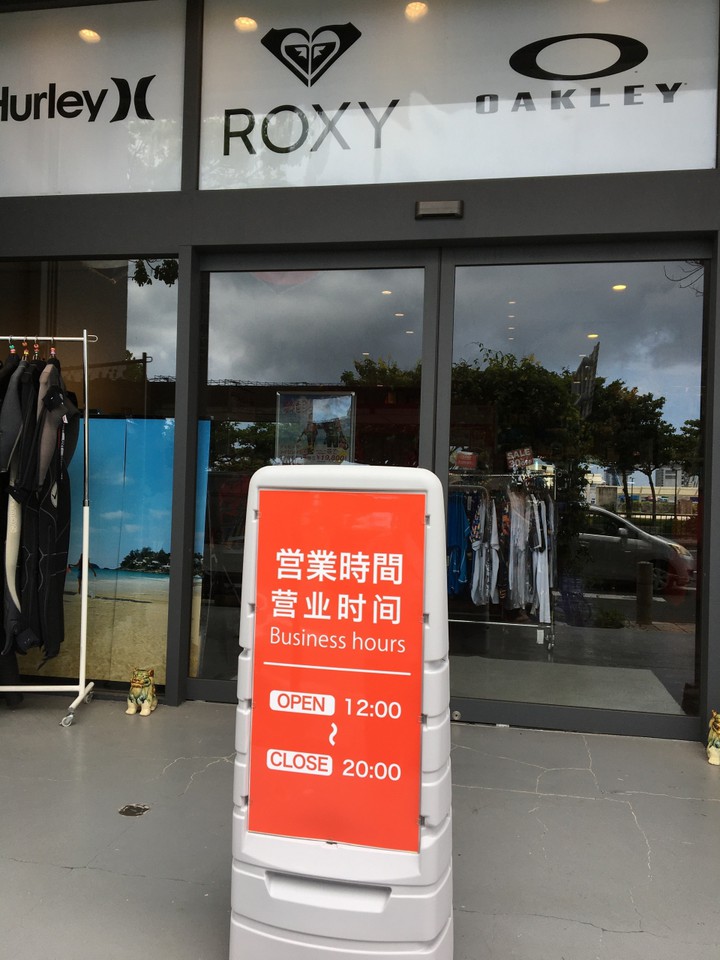 Hurley
ROXY
OAKLEY
SALE
営業時間
营业时间
Business hours
OPEN 12:00
~
CLOSE 20:00